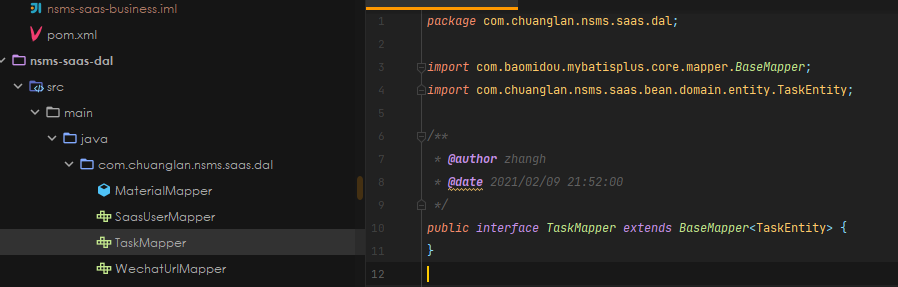 nsms-saas-business.iml
pom.xml
nsms-saas-dal
src
main
java
com.chuanglan.nsms.saas.dal
MaterialMapper
SaasUserMapper
TaskMapper
WechatUrlMapper
1 package com.chuanglan.nsms.saas.dal;
2
3 import com.baomidou.mybatisplus.core.mapper.BaseMapper;
4 import com.chuanglan.nsms.saas.bean.domain.entity.TaskEntity;
5
6 /**
7 * @author zhangh
8 * @date 2021/02/09 21:52:00
9 */
10 public interface TaskMapper extends BaseMapper<TaskEntity> {
11 }
12